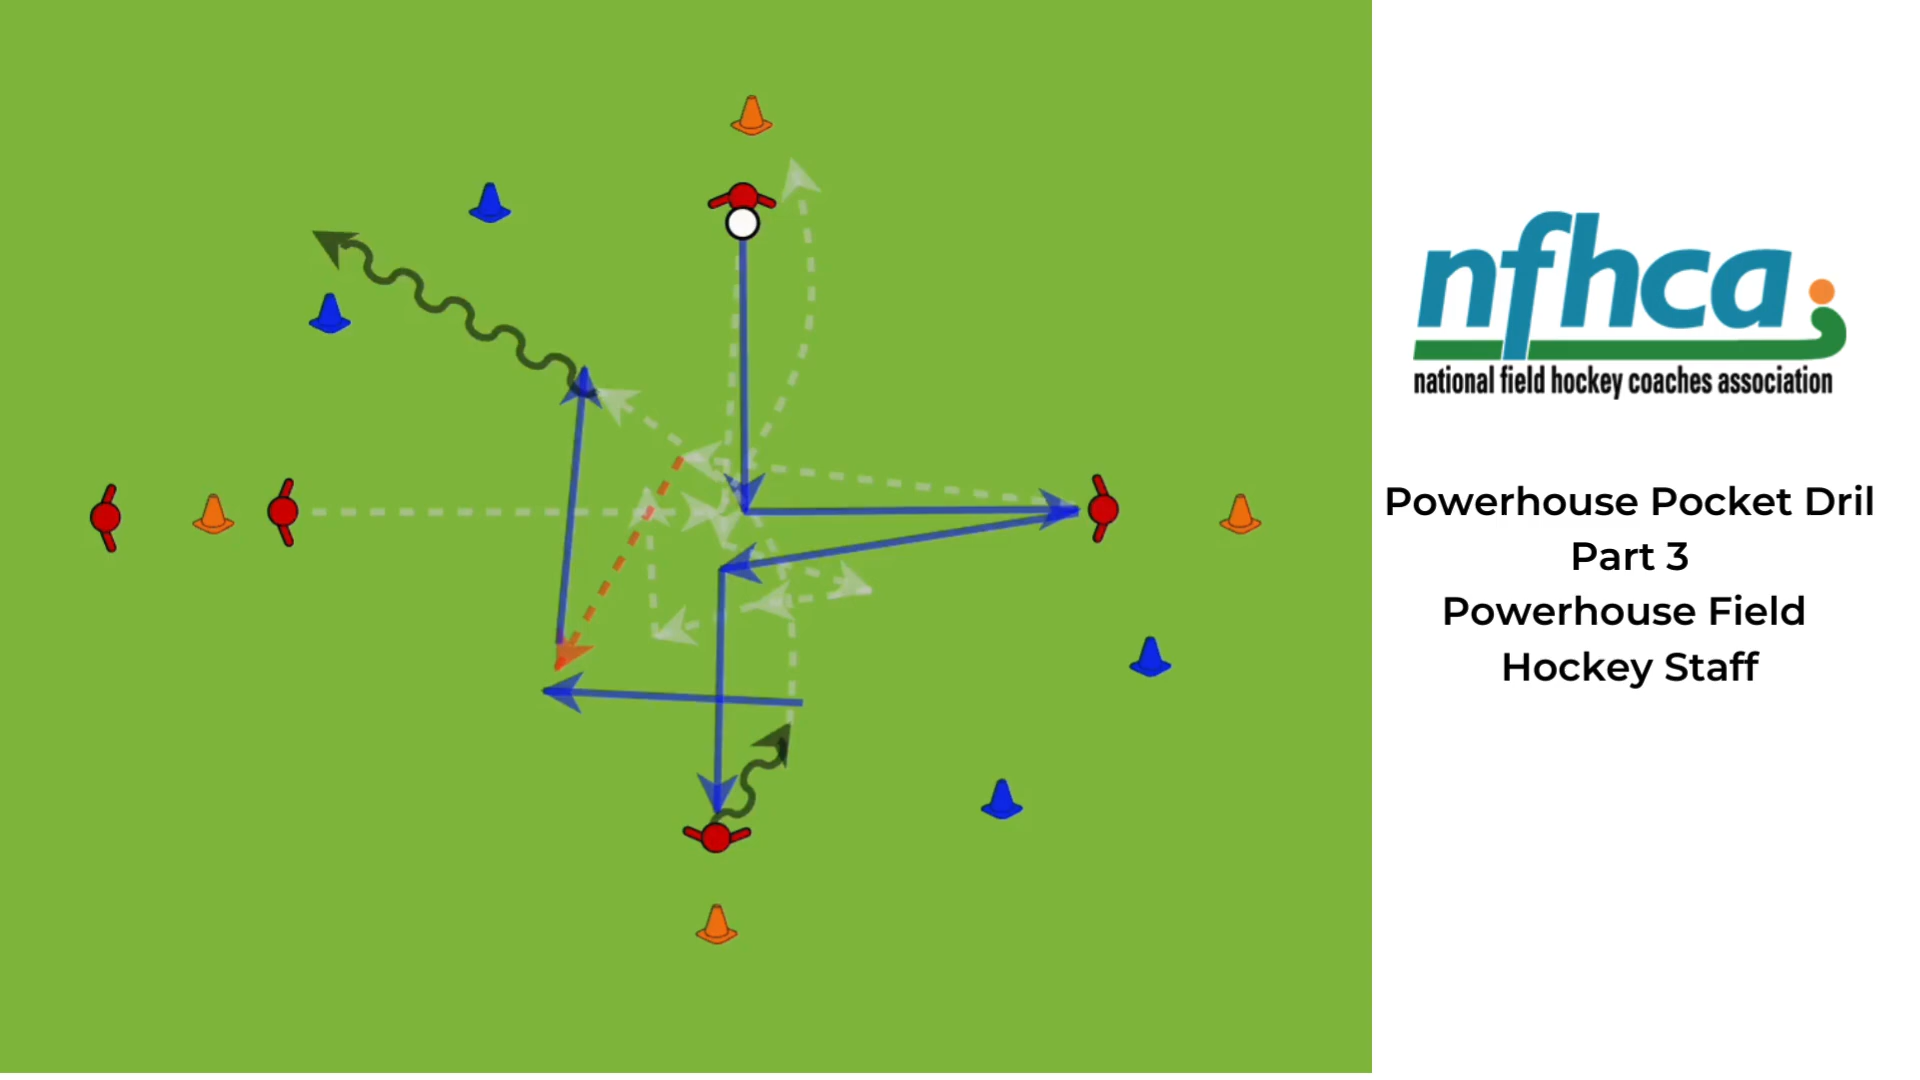 nfhca
national field hockey coaches association
Powerhouse Pocket Dril
Part 3
Powerhouse Field
Hockey Staff